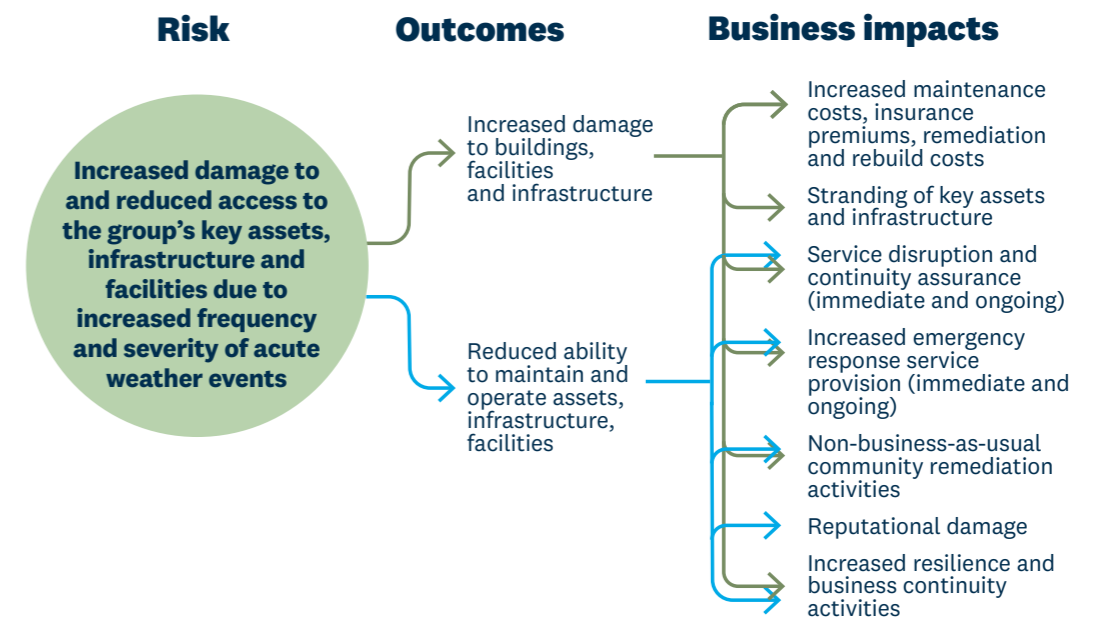 Risk
Outcomes
Business impacts
Increased damage to
and reduced access to
the group’s key assets,
infrastructure and
facilities due to
increased frequency
and severity of acute
weather events
Increased damage
to buildings,
facilities
and infrastructure
Reduced ability
to maintain and
operate assets,
infrastructure,
facilities
Increased maintenance
costs, insurance
premiums, remediation
and rebuild costs
Stranding of key assets
and infrastructure
Service disruption and
continuity assurance
(immediate and ongoing)
Increased emergency
response service
provision (immediate and
ongoing)
Non-business-as-usual
community remediation
activities
Reputational damage
Increased resilience and
business continuity
activities